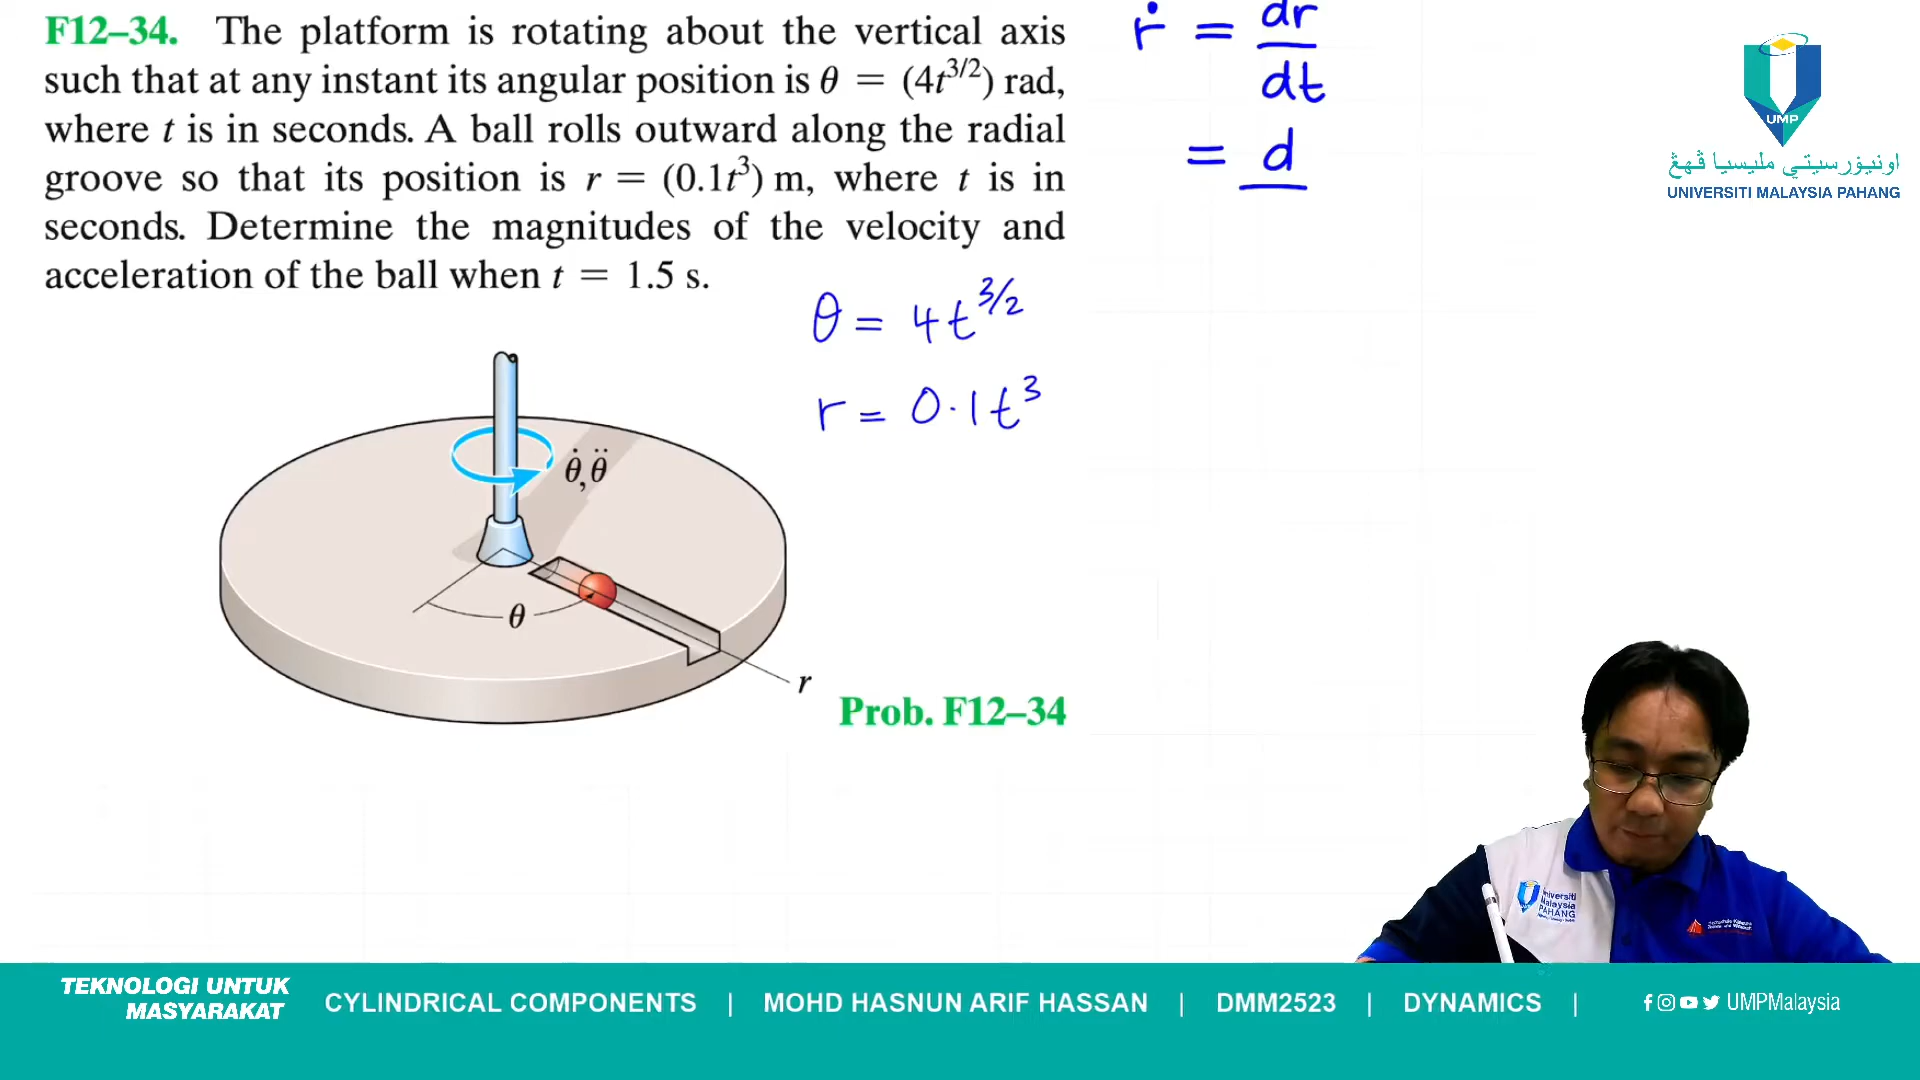 F12–34. The platform is rotating about the vertical axis
such that at any instant its angular position is θ = (4t^{3/2}) rad,
where t is in seconds. A ball rolls outward along the radial
groove so that its position is r = (0.1t³) m, where t is in
seconds. Determine the magnitudes of the velocity and
acceleration of the ball when t = 1.5 s.
ṙ = dr
dt
= d
θ = 4t^{3/2}
r = 0.1t³
θ̇, θ̈
θ
r
Prob. F12–34
UMP
اونيۏرسيتي مليسيا ڤهڠ
UNIVERSITI MALAYSIA PAHANG
Universiti
Malaysia
PAHANG
TEKNOLOGI UNTUK
MASYARAKAT
CYLINDRICAL COMPONENTS | MOHD HASNUN ARIF HASSAN | DMM2523 | DYNAMICS |
UMPMalaysia